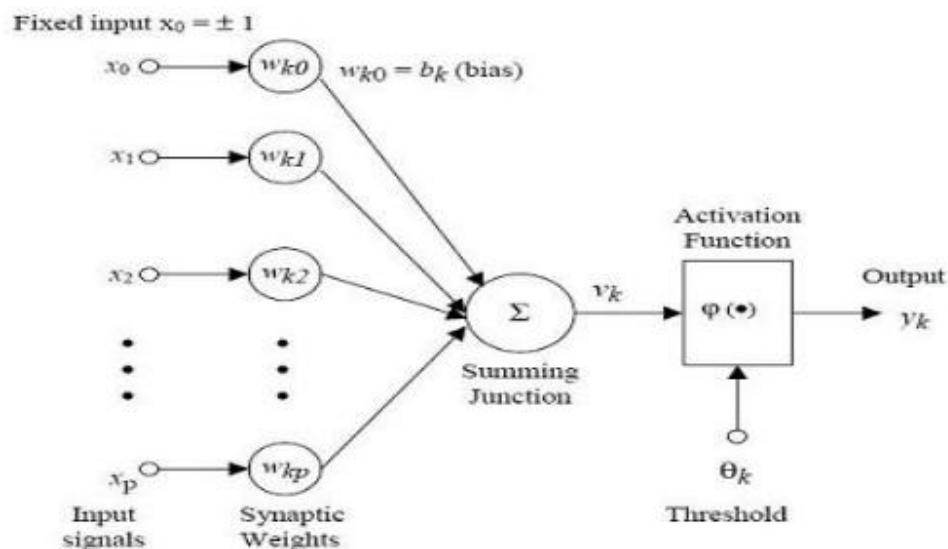 Fixed input x₀ = ± 1
x₀
wk0
wk0 = bk (bias)
x₁
wk1
Activation
Function
x₂
wk2
Σ
vk
φ (•)
Output
yk
Summing
Junction
xp
wkp
θk
Input
signals
Synaptic
Weights
Threshold